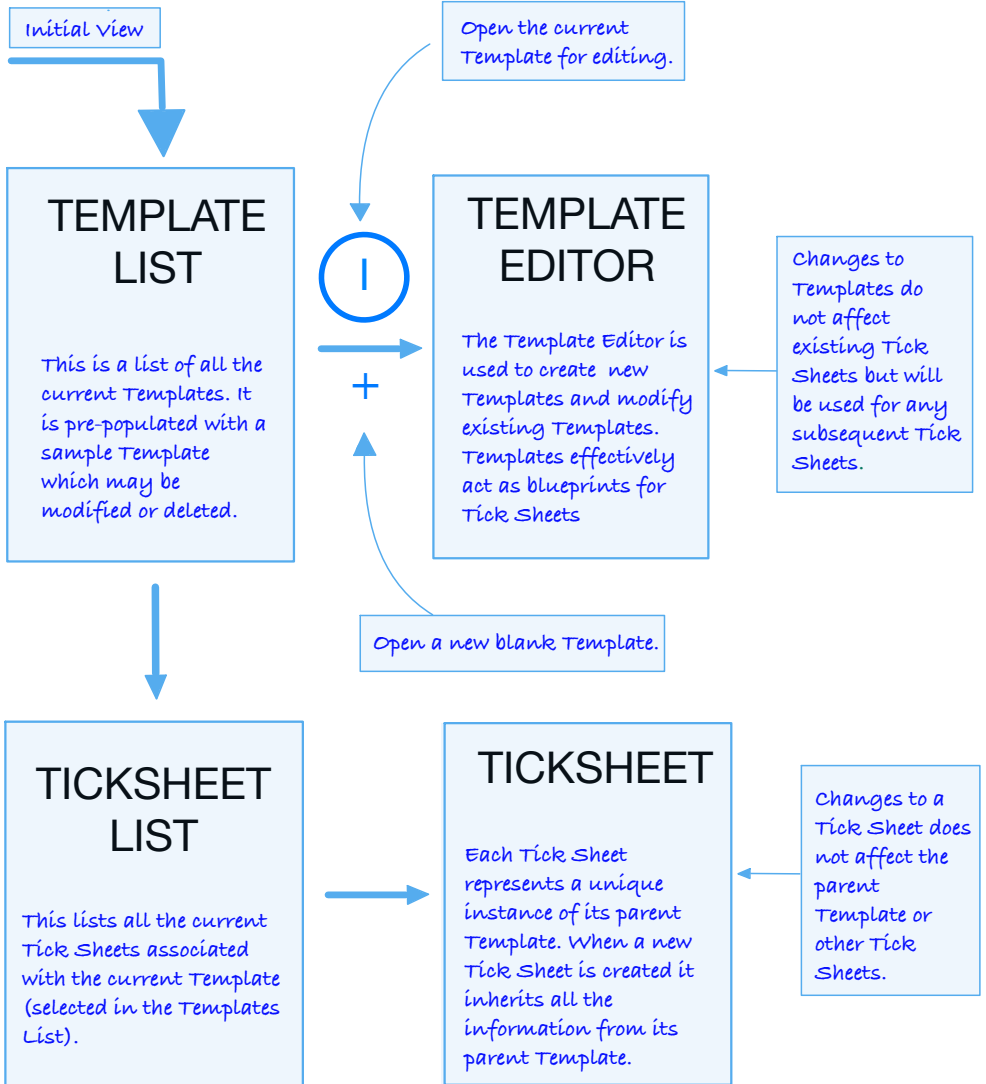 Initial View
Open the current
Template for editing.
TEMPLATE
LIST
This is a list of all the
current Templates. It
is pre-populated with a
sample Template
which may be
modified or deleted.
I
+
TEMPLATE
EDITOR
The Template Editor is
used to create new
Templates and modify
existing Templates.
Templates effectively
act as blueprints for
Tick Sheets
Changes to
Templates do
not affect
existing Tick
Sheets but will
be used for any
subsequent Tick
Sheets.
Open a new blank Template.
TICKSHEET
LIST
This lists all the current
Tick Sheets associated
with the current Template
(selected in the Templates
List).
TICKSHEET
Each Tick Sheet
represents a unique
instance of its parent
Template. When a new
Tick Sheet is created it
inherits all the
information from its
parent Template.
Changes to a
Tick Sheet does
not affect the
parent
Template or
other Tick
Sheets.